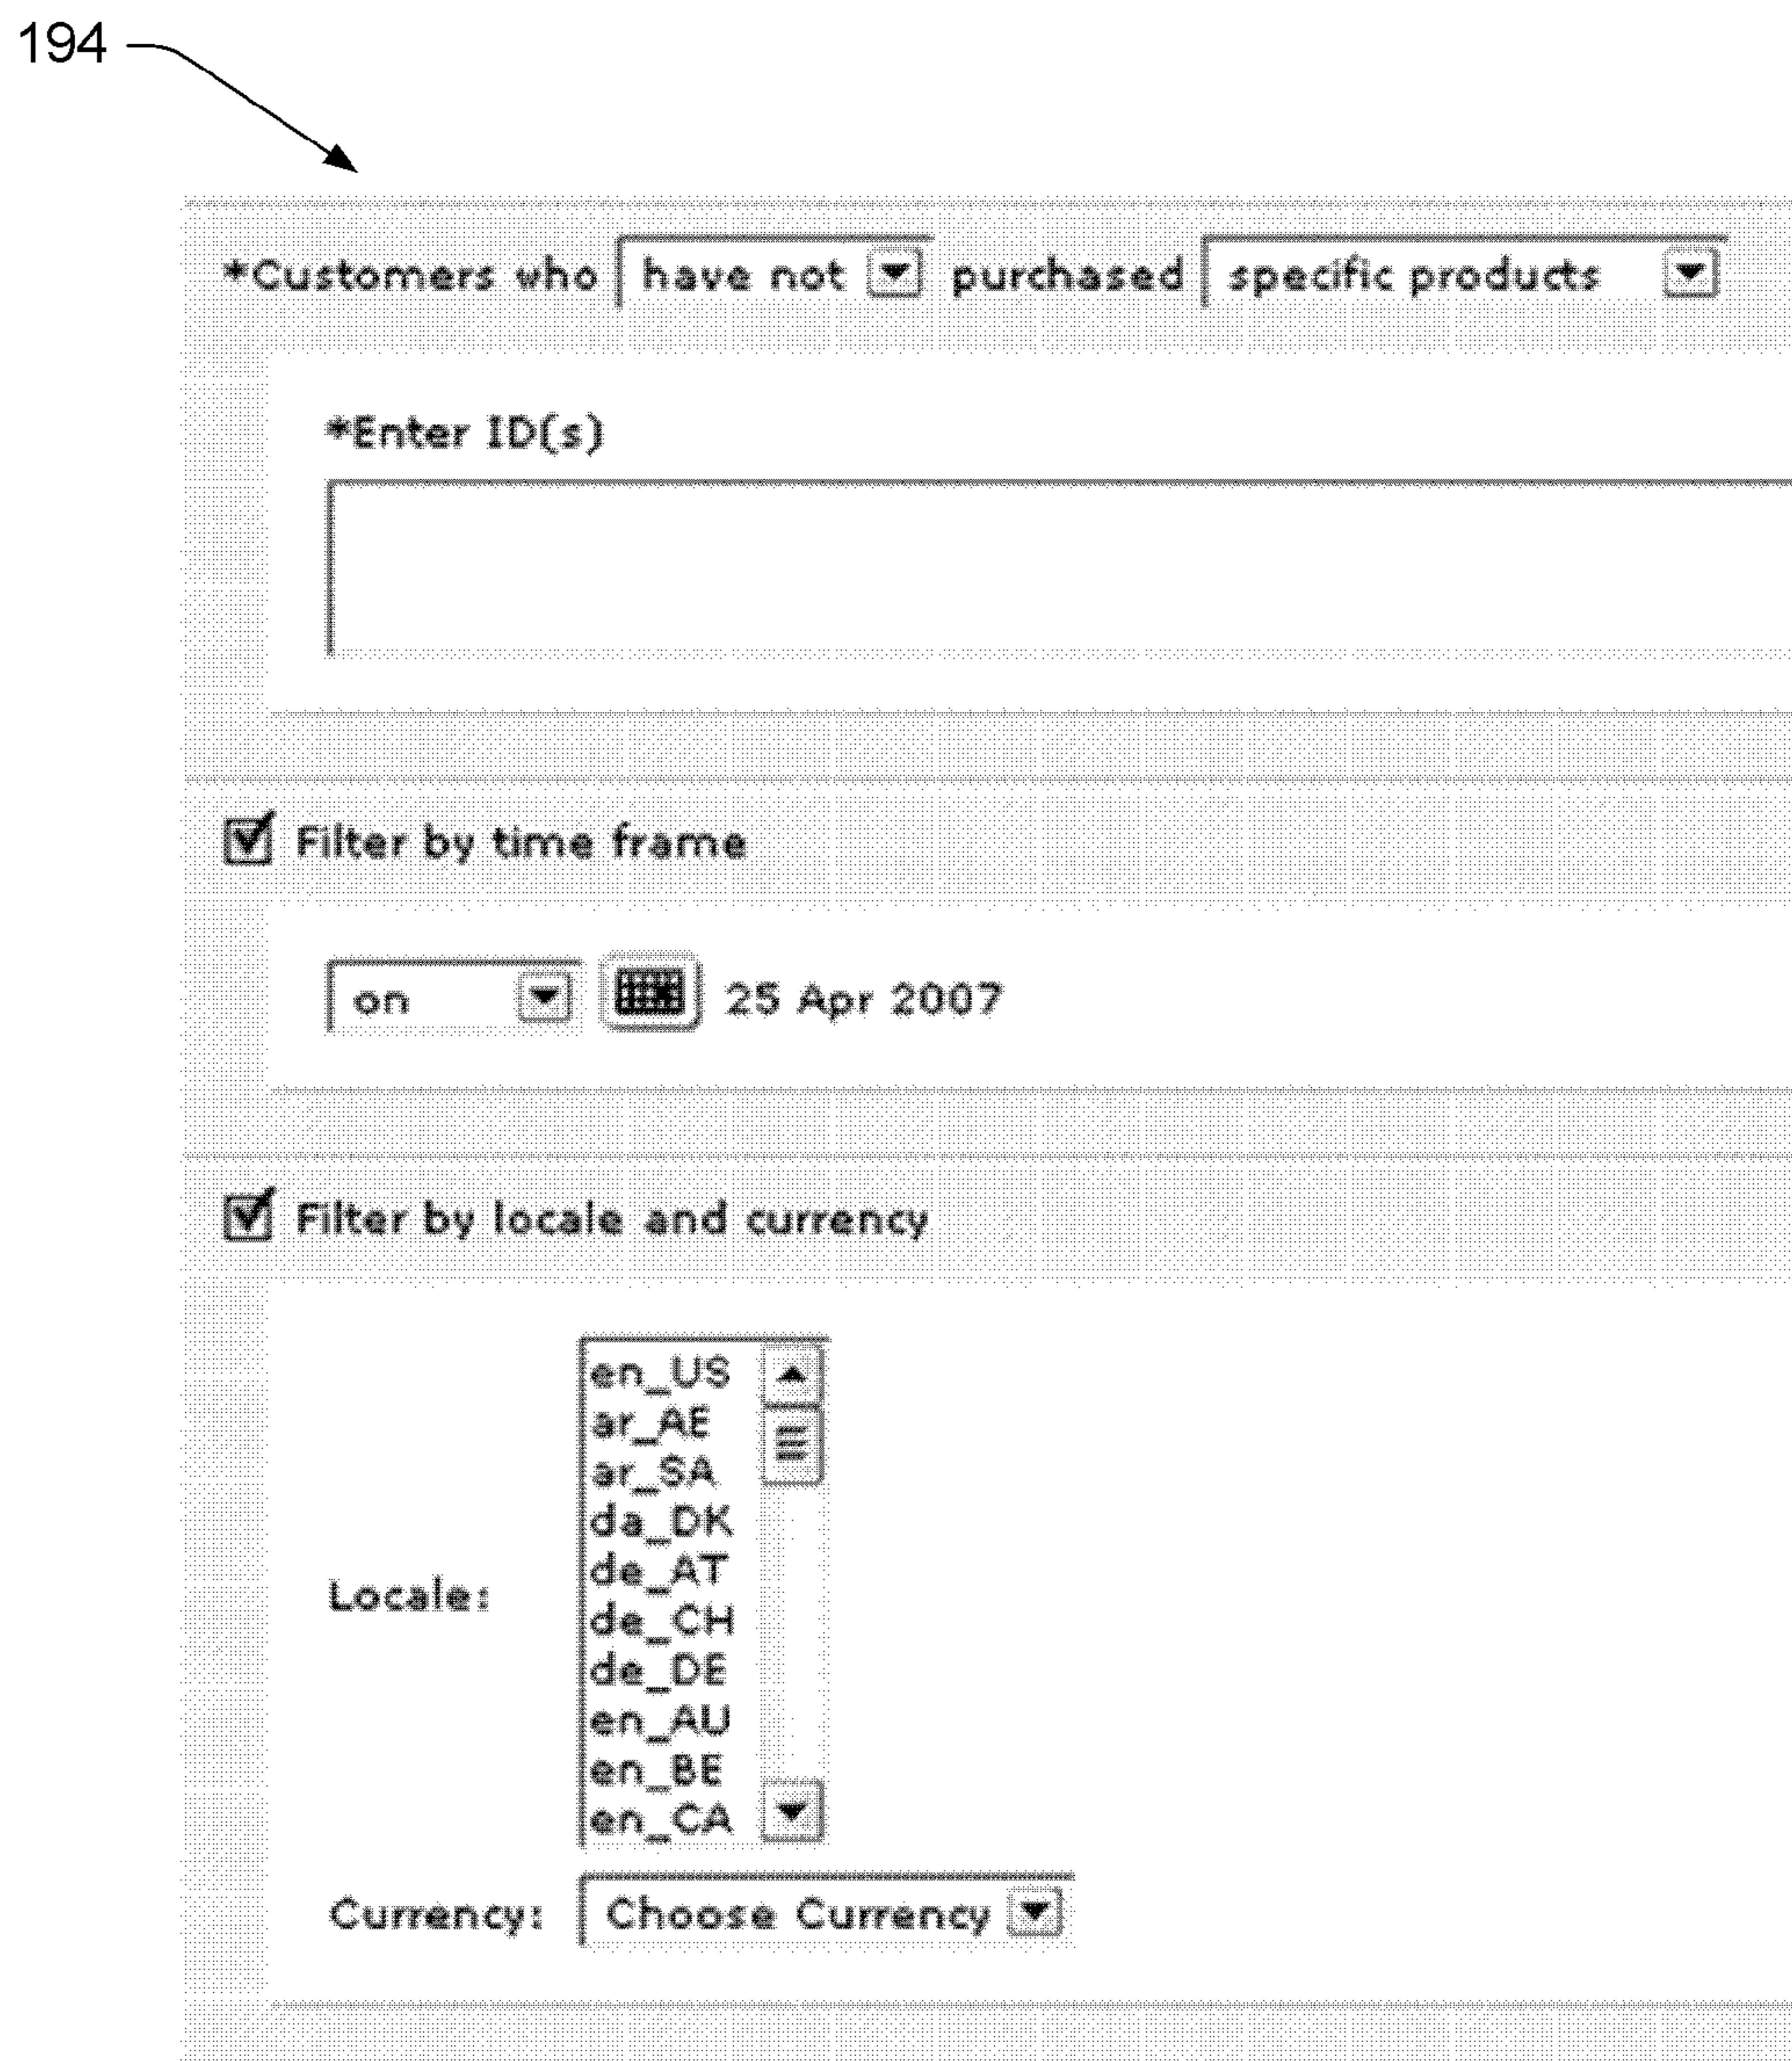 194
*Customers who have not purchased specific products
*Enter ID(s)
Filter by time frame
on 25 Apr 2007
Filter by locale and currency
Locale:
en_US
ar_AE
ar_SA
da_DK
de_AT
de_CH
de_DE
en_AU
en_BE
en_CA
Currency: Choose Currency